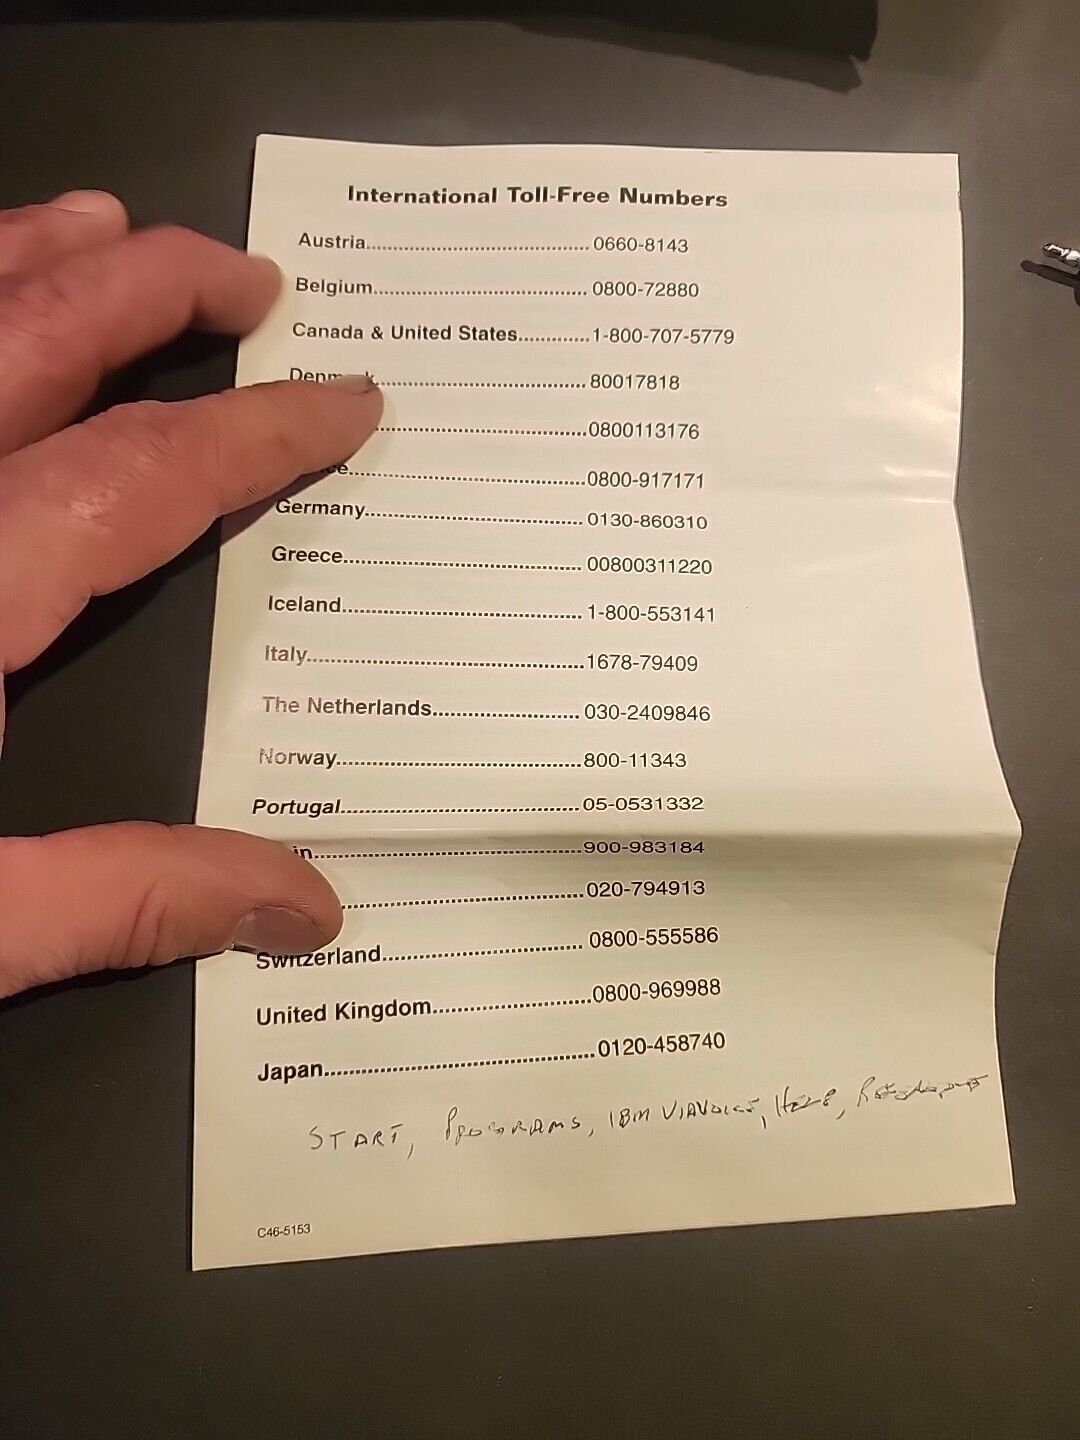 International Toll-Free Numbers
Austria........................................ 0660-8143
Belgium...................................... 0800-72880
Canada & United States.............1-800-707-5779
Denmark..................................... 80017818
.....................................0800113176
.........................................0800-917171
Germany..................................... 0130-860310
Greece......................................... 00800311220
Iceland......................................... 1-800-553141
Italy...............................................1678-79409
The Netherlands......................... 030-2409846
Norway..........................................800-11343
Portugal.........................................05-0531332
.............................................900-983184
.........................................020-794913
Switzerland.................................. 0800-555586
United Kingdom..........................0800-969988
Japan.............................................0120-458740
START, PROGRAMS, IBM VIAVOICE, HELP,
C46-5153